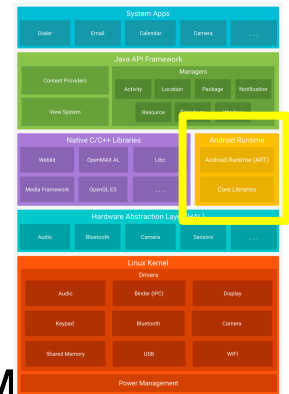 System Apps
Dialer Email Calendar Camera ...
Java API Framework
Managers
Content Providers
Activity Location Package Notification
View System
Resource
Native C/C++ Libraries
Android Runtime
Webkit OpenMAX AL Libc
Android Runtime (ART)
Media Framework OpenGL ES ...
Core Libraries
Hardware Abstraction Layer (HAL)
Audio Bluetooth Camera Sensors ...
Linux Kernel
Drivers
Audio Binder (IPC) Display
Keypad Bluetooth Camera
Shared Memory USB WIFI
M
Power Management